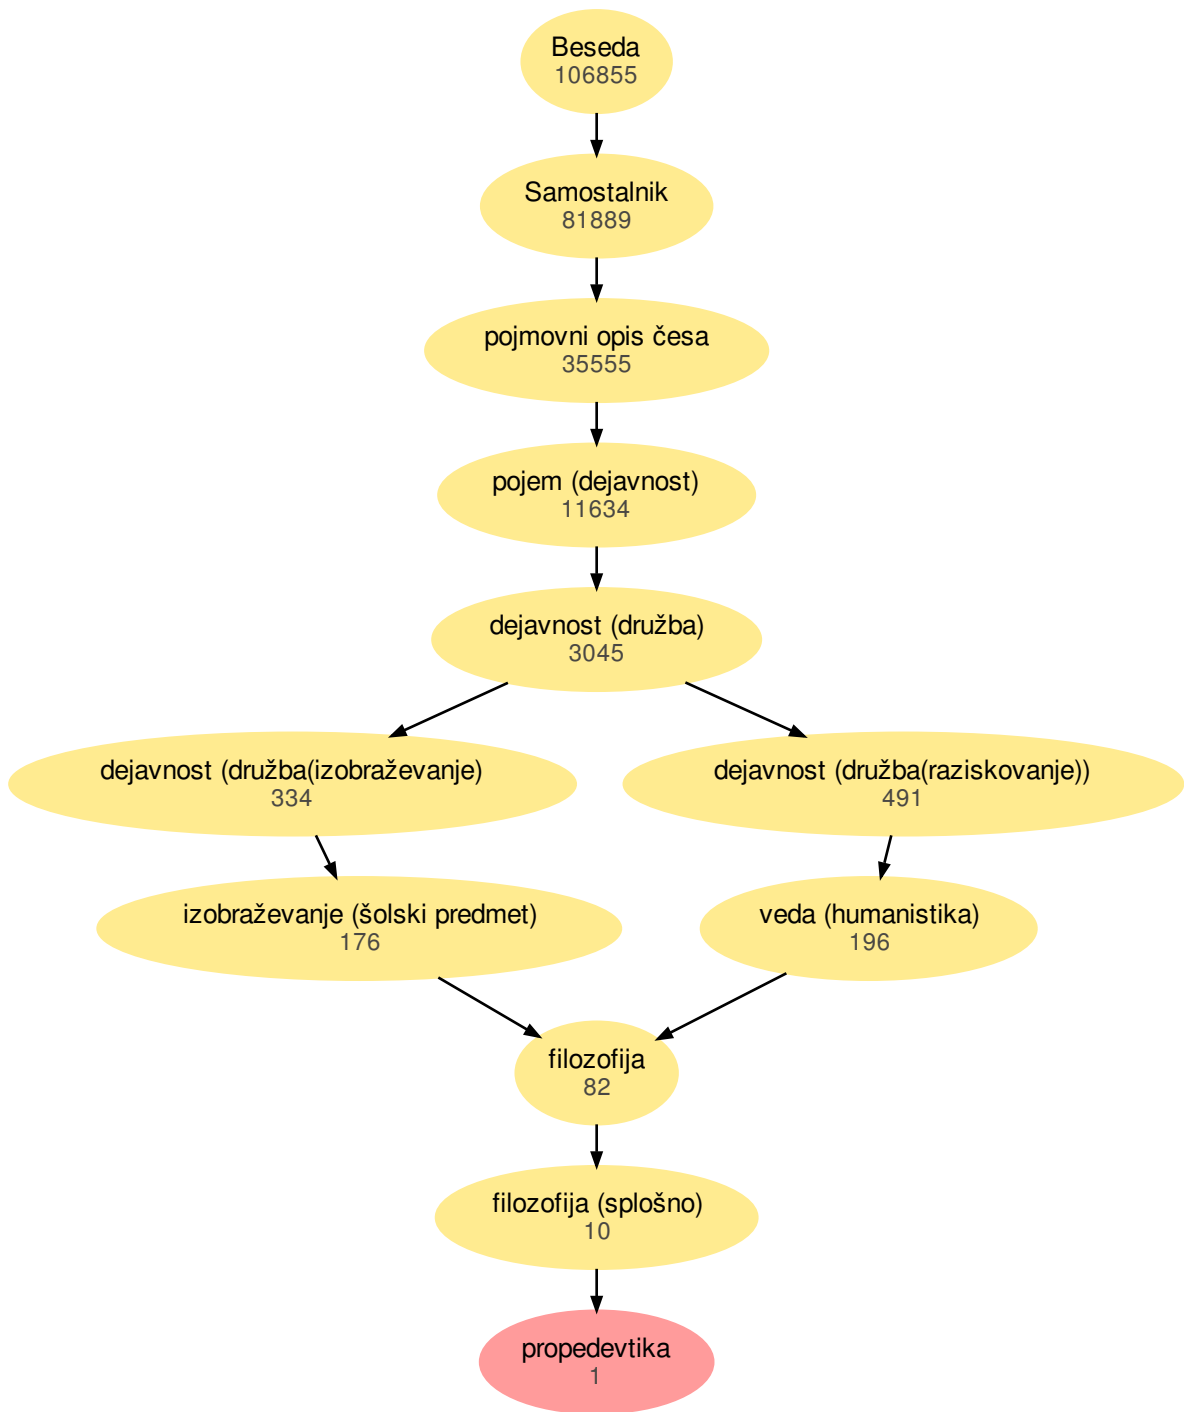 Beseda
106855
Samostalnik
81889
pojmovni opis česa
35555
pojem (dejavnost)
11634
dejavnost (družba)
3045
dejavnost (družba(izobraževanje)
334
dejavnost (družba(raziskovanje))
491
izobraževanje (šolski predmet)
176
veda (humanistika)
196
filozofija
82
filozofija (splošno)
10
propedevtika
1